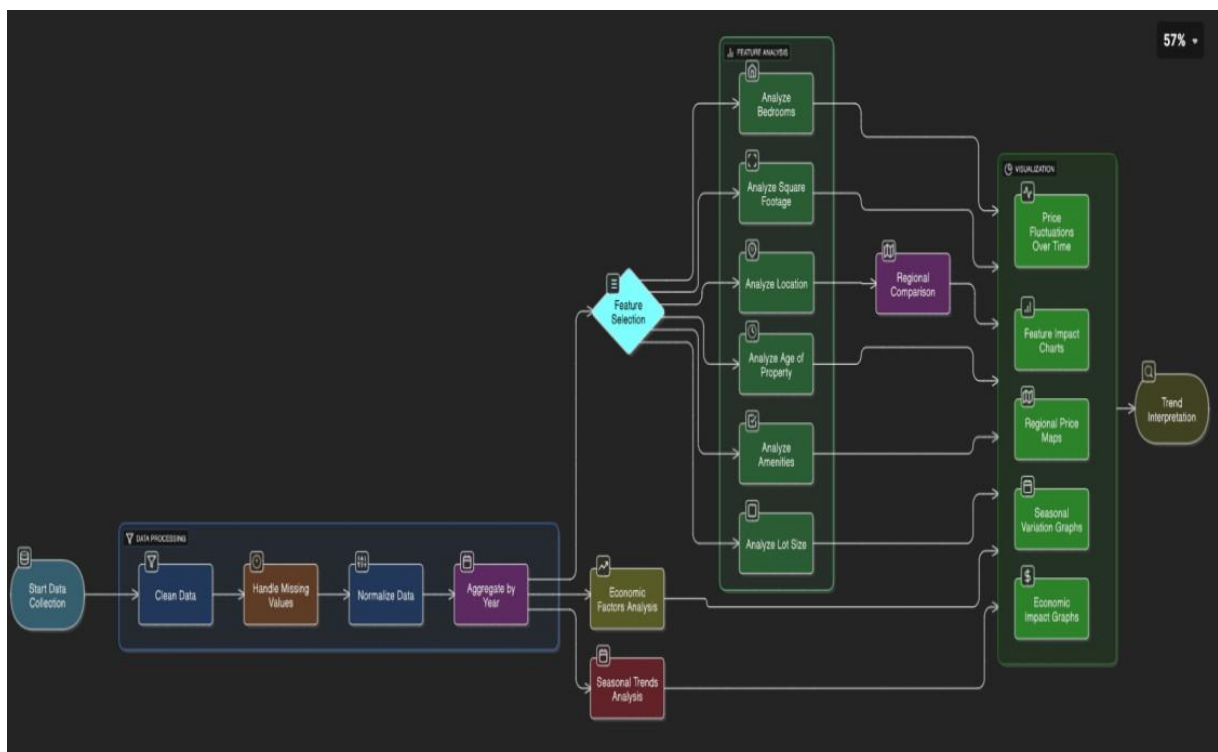 57%
FEATURE ANALYSIS
Analyze
Bedrooms
Analyze Square
Footage
Analyze Location
Analyze Age of
Property
Analyze
Amenities
Analyze Lot Size
Regional
Comparison
VISUALIZATION
Price
Fluctuations
Over Time
Feature Impact
Charts
Regional Price
Maps
Seasonal
Variation Graphs
Economic
Impact Graphs
Trend
Interpretation
Feature
Selection
DATA PROCESSING
Start Data
Collection
Clean Data
Handle Missing
Values
Normalize Data
Aggregate by
Year
Economic
Factors Analysis
Seasonal Trends
Analysis